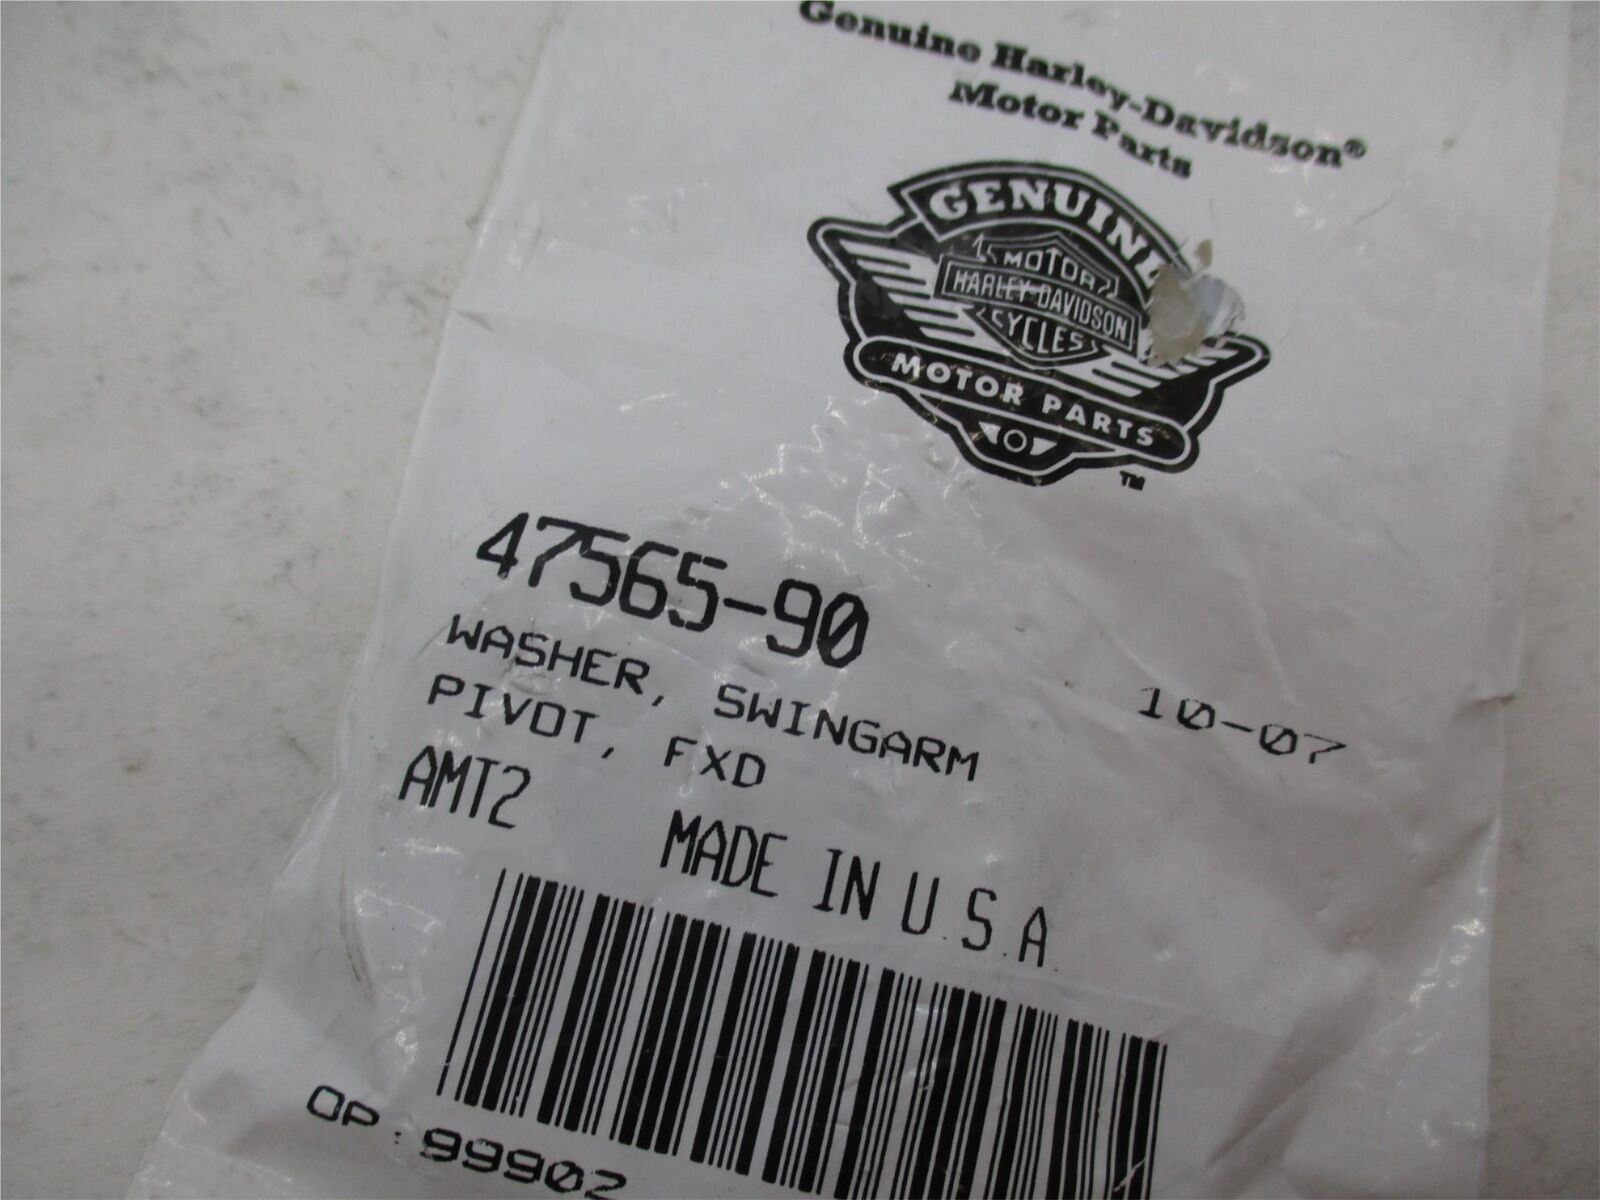 Genuine Harley-Davidson®
Motor Parts
GENUINE
MOTOR
HARLEY-DAVIDSON
CYCLES
MOTOR PARTS
TM
47565-90
WASHER, SWINGARM
PIVOT, FXD
10-07
AMT2
MADE IN U.S.A.
OP: 99902